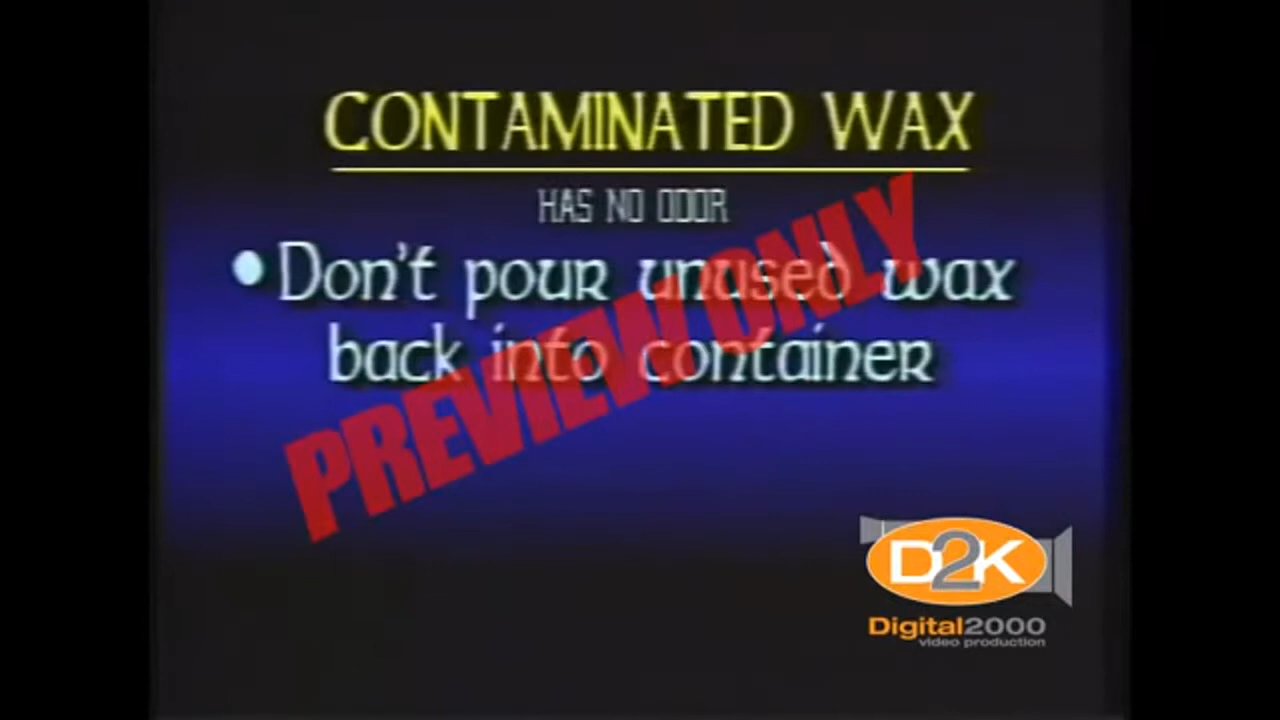 CONTAMINATED WAX
HAS NO ODOR
• Don't pour unused wax
back into container
PREVIEW ONLY
D2K
Digital2000
video production